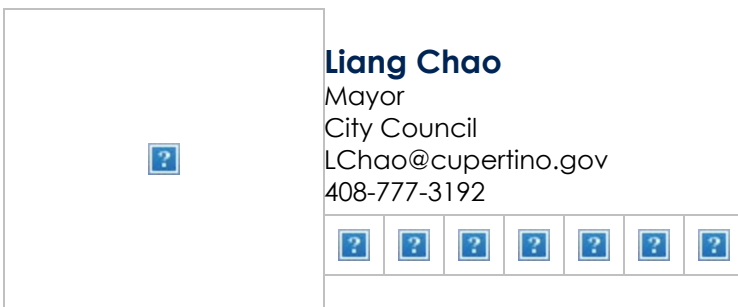 Liang Chao
Mayor
City Council
LChao@cupertino.gov
408-777-3192